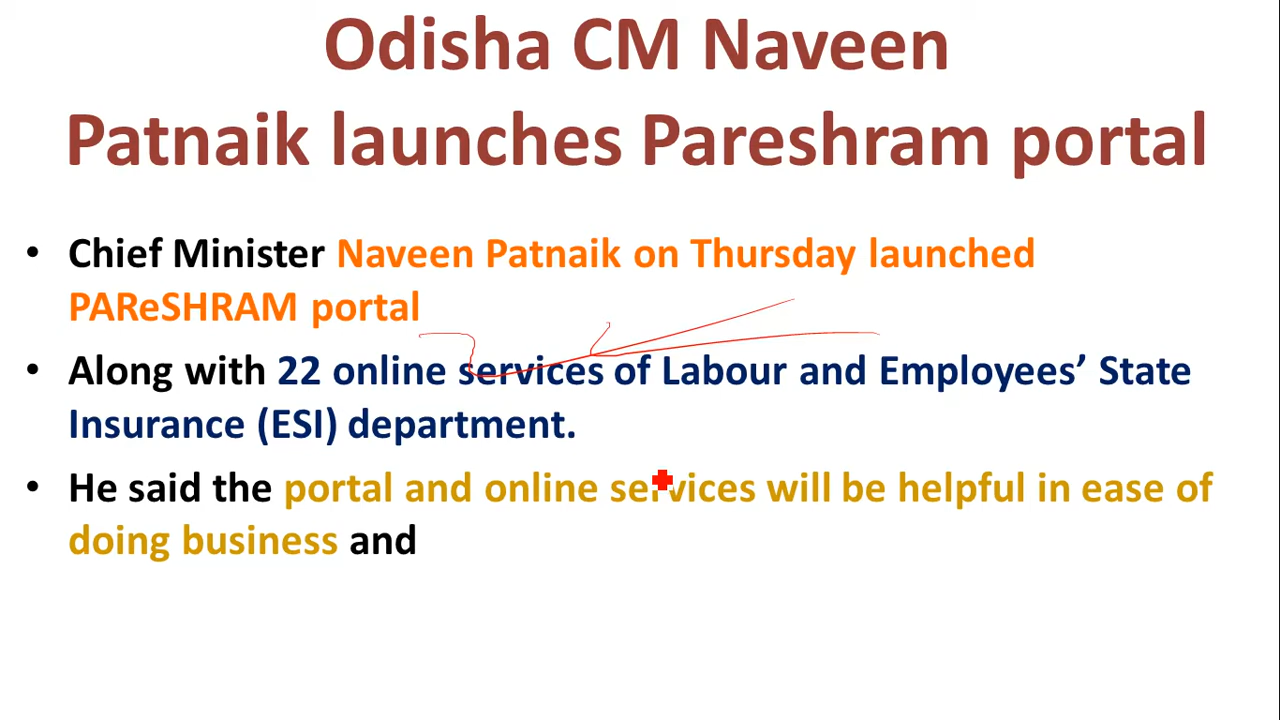 Odisha CM Naveen
Patnaik launches Pareshram portal
• Chief Minister Naveen Patnaik on Thursday launched
PAReSHRAM portal
• Along with 22 online services of Labour and Employees’ State
Insurance (ESI) department.
• He said the portal and online services will be helpful in ease of
doing business and